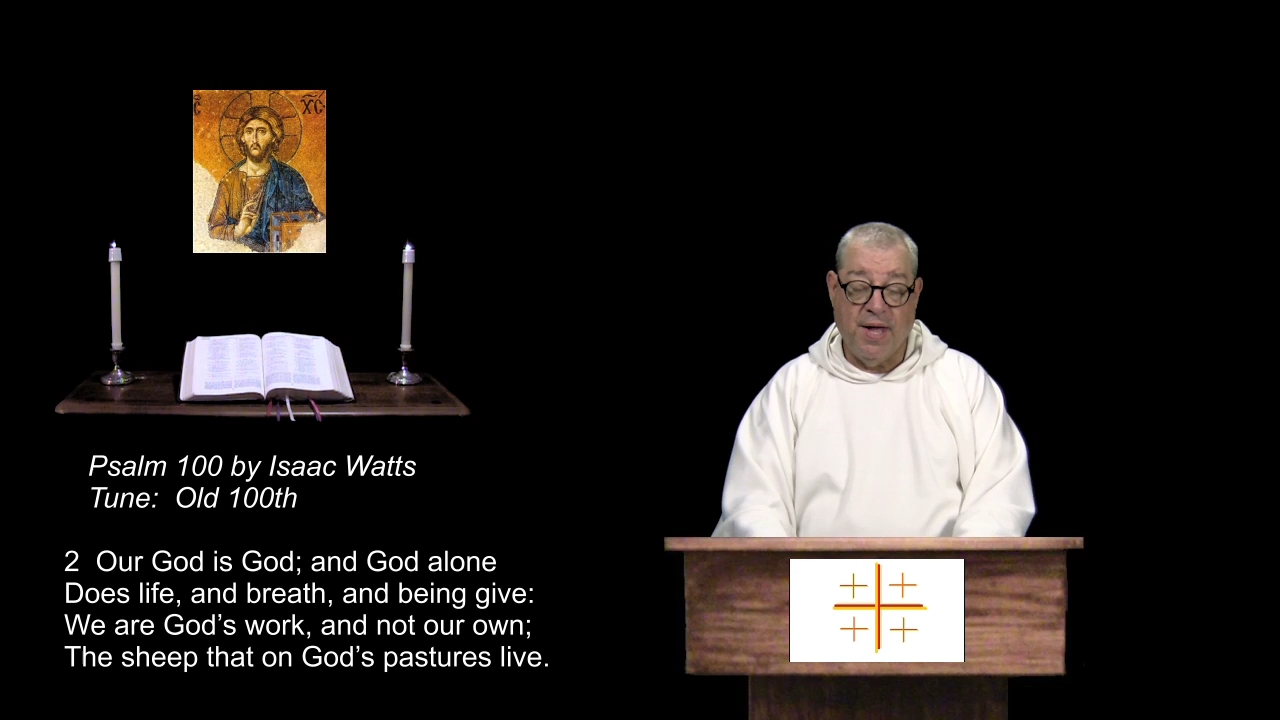 XC
Psalm 100 by Isaac Watts
Tune: Old 100th
2 Our God is God; and God alone
Does life, and breath, and being give:
We are God’s work, and not our own;
The sheep that on God’s pastures live.